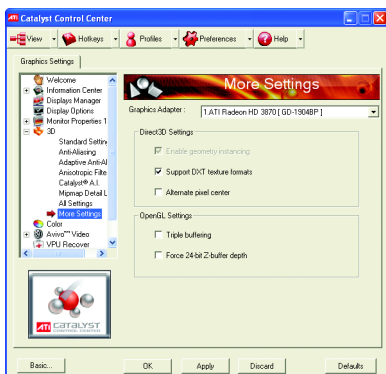 ATI Catalyst Control Center
View Hotkeys Profiles Preferences Help
Graphics Settings
Welcome
Information Center
Displays Manager
Display Options
Monitor Properties 1
3D
Standard Settin
Anti-Aliasing
Adaptive Anti-Al
Anisotropic Filte
Catalyst® A.I.
Mipmap Detail L
All Settings
More Settings
Color
Avivo™ Video
VPU Recover
More Settings
Graphics Adapter : 1.ATI Radeon HD 3870 [ GD-1904BP ]
Direct3D Settings
Enable geometry instancing
Support DXT texture formats
Alternate pixel center
OpenGL Settings
Triple buffering
Force 24-bit Z-buffer depth
ATI CATALYST
CONTROL CENTER
Basic... OK Apply Discard Defaults